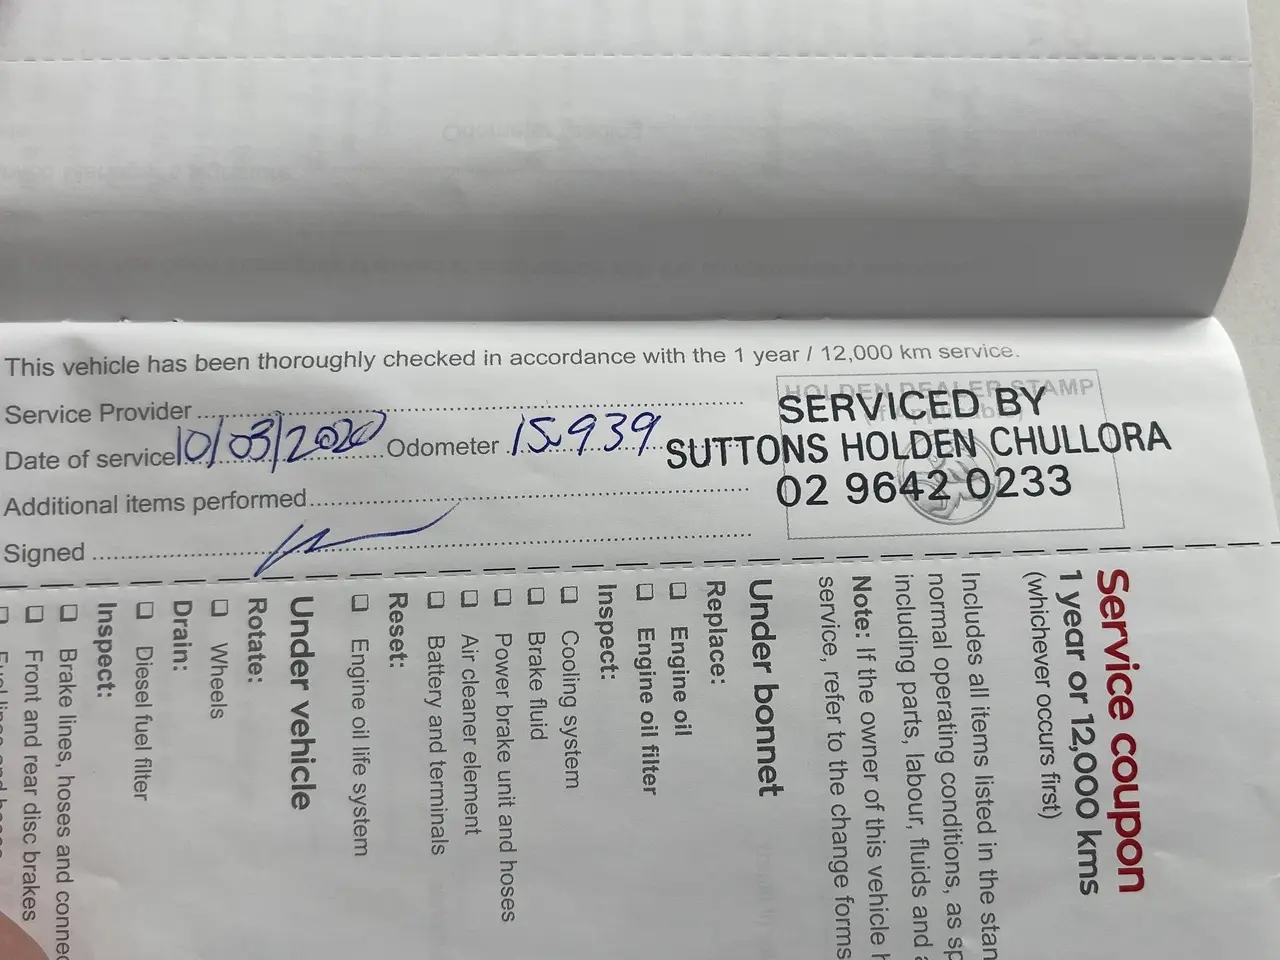 This vehicle has been thoroughly checked in accordance with the 1 year / 12,000 km service.
Service Provider
Date of service 10/03/2020 Odometer 15,939
Additional items performed
Signed
HOLDEN DEALER STAMP
SERVICED BY
SUTTONS HOLDEN CHULLORA
02 9642 0233
Service coupon
1 year or 12,000 kms
(whichever occurs first)
Includes all items listed in the stan
normal operating conditions, as sp
including parts, labour, fluids and
Note: If the owner of this vehicle
service, refer to the change forms
Under bonnet
Replace:
Engine oil
Engine oil filter
Inspect:
Cooling system
Brake fluid
Power brake unit and hoses
Air cleaner element
Battery and terminals
Reset:
Engine oil life system
Under vehicle
Rotate:
Wheels
Drain:
Diesel fuel filter
Inspect:
Brake lines, hoses and connec
Front and rear disc brakes